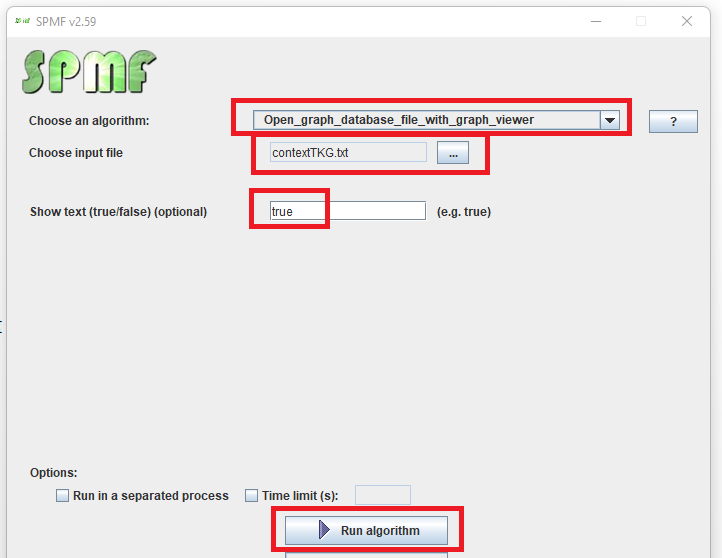 SPMF v2.59
SPMF
Choose an algorithm: Open_graph_database_file_with_graph_viewer ?
Choose input file contextTKG.txt ...
Show text (true/false) (optional) true (e.g. true)
Options:
Run in a separated process Time limit (s):
Run algorithm